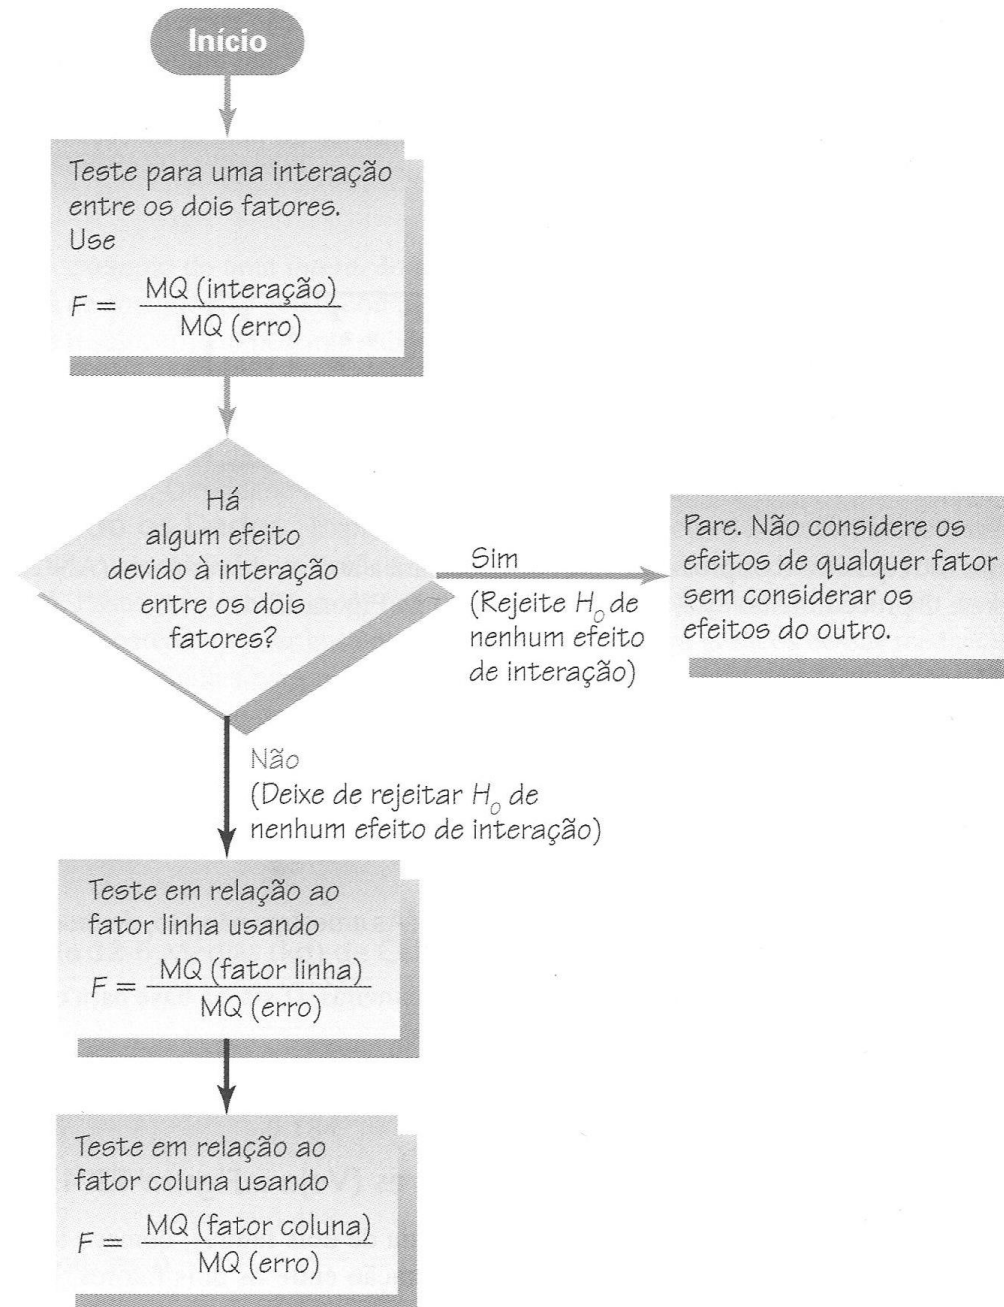 Início
Teste para uma interação
entre os dois fatores.
Use
F = MQ (interação)
MQ (erro)
Há
algum efeito
devido à interação
entre os dois
fatores?
Sim
(Rejeite H₀ de
nenhum efeito
de interação)
Pare. Não considere os
efeitos de qualquer fator
sem considerar os
efeitos do outro.
Não
(Deixe de rejeitar H₀ de
nenhum efeito de interação)
Teste em relação ao
fator linha usando
F = MQ (fator linha)
MQ (erro)
Teste em relação ao
fator coluna usando
F = MQ (fator coluna)
MQ (erro)